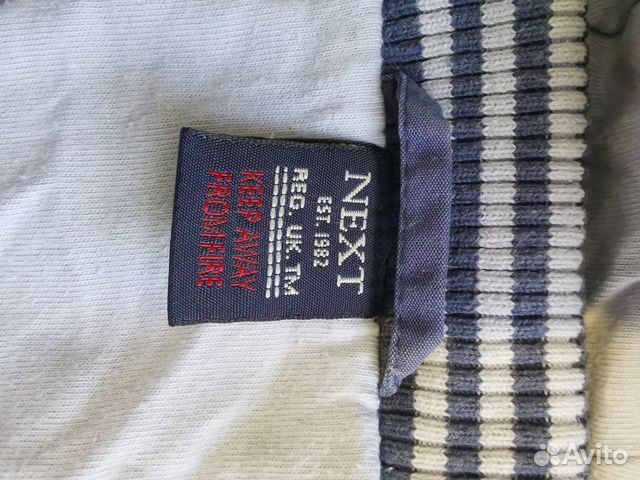 NEXT
EST. 1982
REG. UK. TM
KEEP AWAY
FROM FIRE
Avito